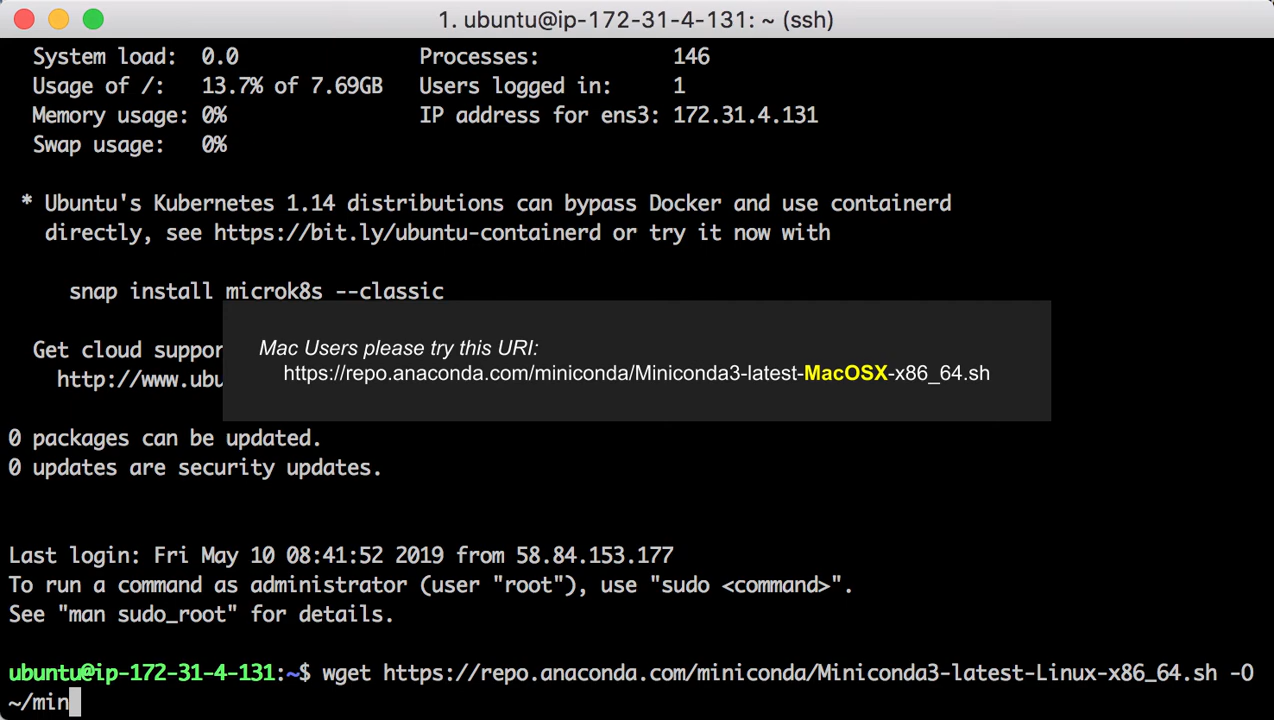 1. ubuntu@ip-172-31-4-131: ~ (ssh)
System load: 0.0 Processes: 146
Usage of /: 13.7% of 7.69GB Users logged in: 1
Memory usage: 0% IP address for ens3: 172.31.4.131
Swap usage: 0%
* Ubuntu's Kubernetes 1.14 distributions can bypass Docker and use containerd
directly, see https://bit.ly/ubuntu-containerd or try it now with
snap install microk8s --classic
Mac Users please try this URI:
https://repo.anaconda.com/miniconda/Miniconda3-latest-MacOSX-x86_64.sh
Get cloud suppor
http://www.ubu
0 packages can be updated.
0 updates are security updates.
Last login: Fri May 10 08:41:52 2019 from 58.84.153.177
To run a command as administrator (user "root"), use "sudo <command>".
See "man sudo_root" for details.
ubuntu@ip-172-31-4-131:~$ wget https://repo.anaconda.com/miniconda/Miniconda3-latest-Linux-x86_64.sh -O
~/min